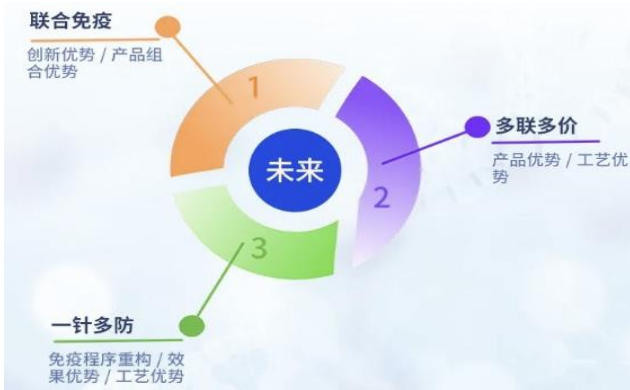 联合免疫
创新优势 / 产品组
合优势
1
未来
多联多价
产品优势 / 工艺优
势
2
3
一针多防
免疫程序重构 / 效
果优势 / 工艺优势